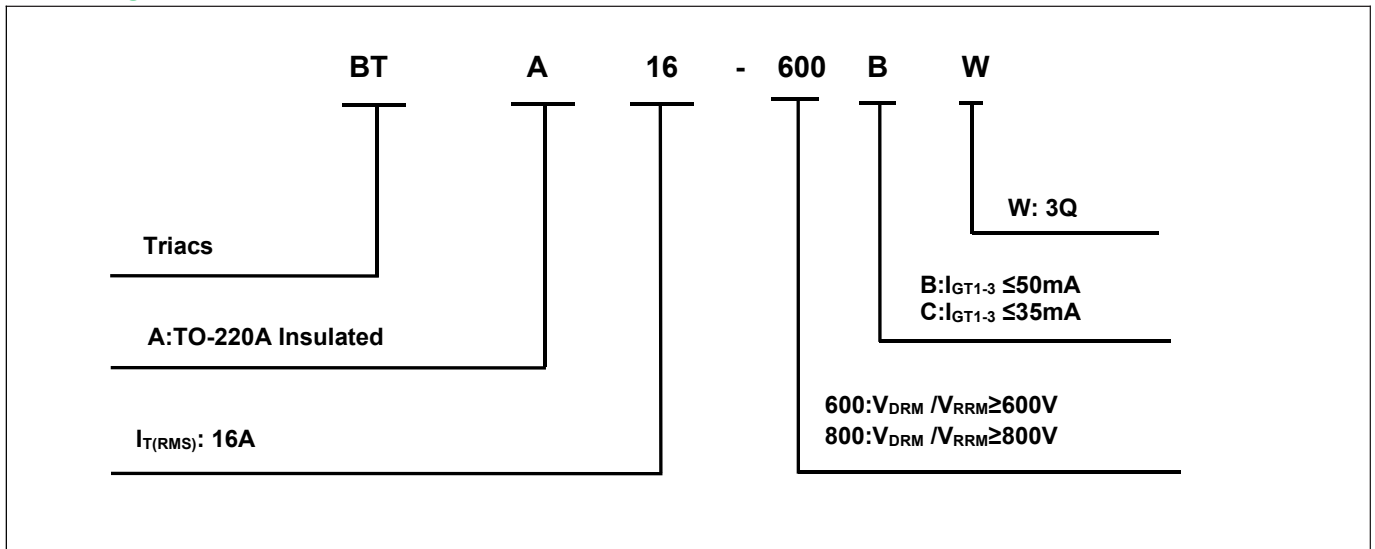 BT A 16 - 600 B W
W: 3Q
Triacs
B:IGT1-3 ≤50mA
C:IGT1-3 ≤35mA
A:TO-220A Insulated
600:VDRM /VRRM≥600V
800:VDRM /VRRM≥800V
IT(RMS): 16A